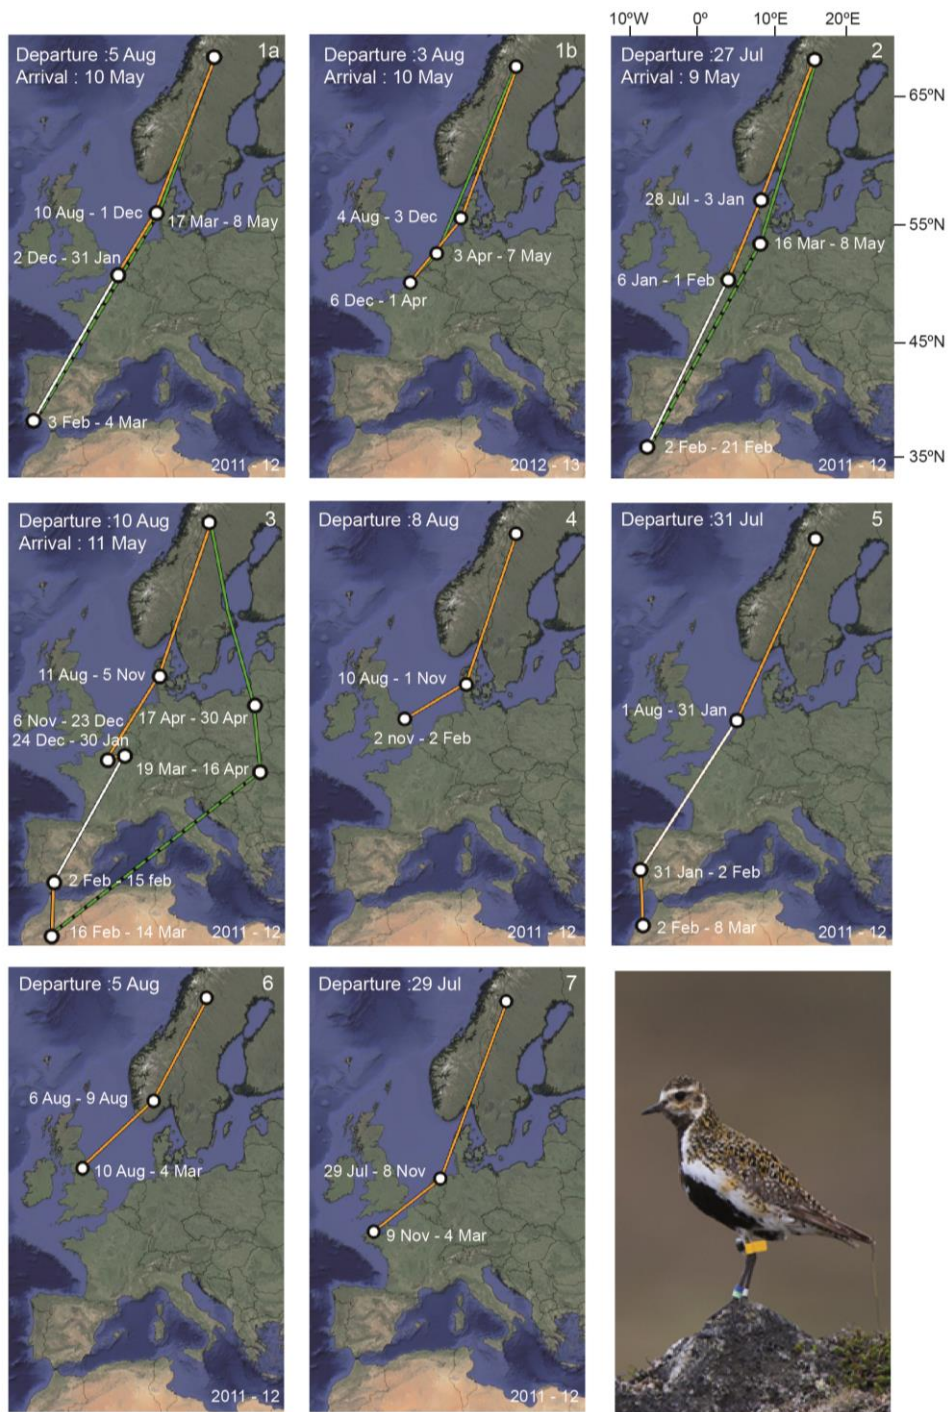 10ºW 0º 10ºE 20ºE
Departure :5 Aug 1a
Arrival : 10 May
10 Aug - 1 Dec
17 Mar - 8 May
2 Dec - 31 Jan
3 Feb - 4 Mar
2011 - 12
Departure :3 Aug 1b
Arrival : 10 May
4 Aug - 3 Dec
3 Apr - 7 May
6 Dec - 1 Apr
2012 - 13
Departure :27 Jul 2
Arrival : 9 May
28 Jul - 3 Jan
16 Mar - 8 May
6 Jan - 1 Feb
2 Feb - 21 Feb
2011 - 12
65ºN
55ºN
45ºN
35ºN
Departure :10 Aug 3
Arrival : 11 May
11 Aug - 5 Nov
6 Nov - 23 Dec
17 Apr - 30 Apr
24 Dec - 30 Jan
19 Mar - 16 Apr
2 Feb - 15 feb
16 Feb - 14 Mar
2011 - 12
Departure :8 Aug 4
10 Aug - 1 Nov
2 nov - 2 Feb
2011 - 12
Departure :31 Jul 5
1 Aug - 31 Jan
31 Jan - 2 Feb
2 Feb - 8 Mar
2011 - 12
Departure :5 Aug 6
6 Aug - 9 Aug
10 Aug - 4 Mar
2011 - 12
Departure :29 Jul 7
29 Jul - 8 Nov
9 Nov - 4 Mar
2011 - 12